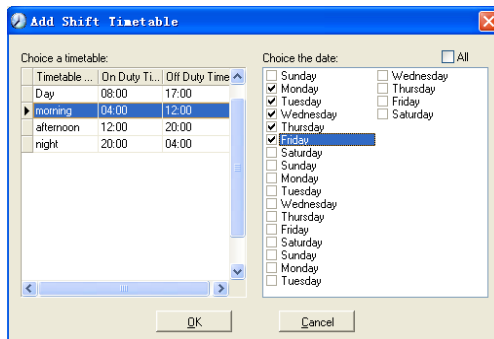 Add Shift Timetable
Choice a timetable:
Timetable ... On Duty Ti... Off Duty Time
Day 08:00 17:00
morning 04:00 12:00
afternoon 12:00 20:00
night 20:00 04:00
Choice the date:
All
Sunday
Monday
Tuesday
Wednesday
Thursday
Friday
Saturday
Sunday
Monday
Tuesday
Wednesday
Thursday
Friday
Saturday
Sunday
Monday
Tuesday
Wednesday
Thursday
Friday
Saturday
OK
Cancel